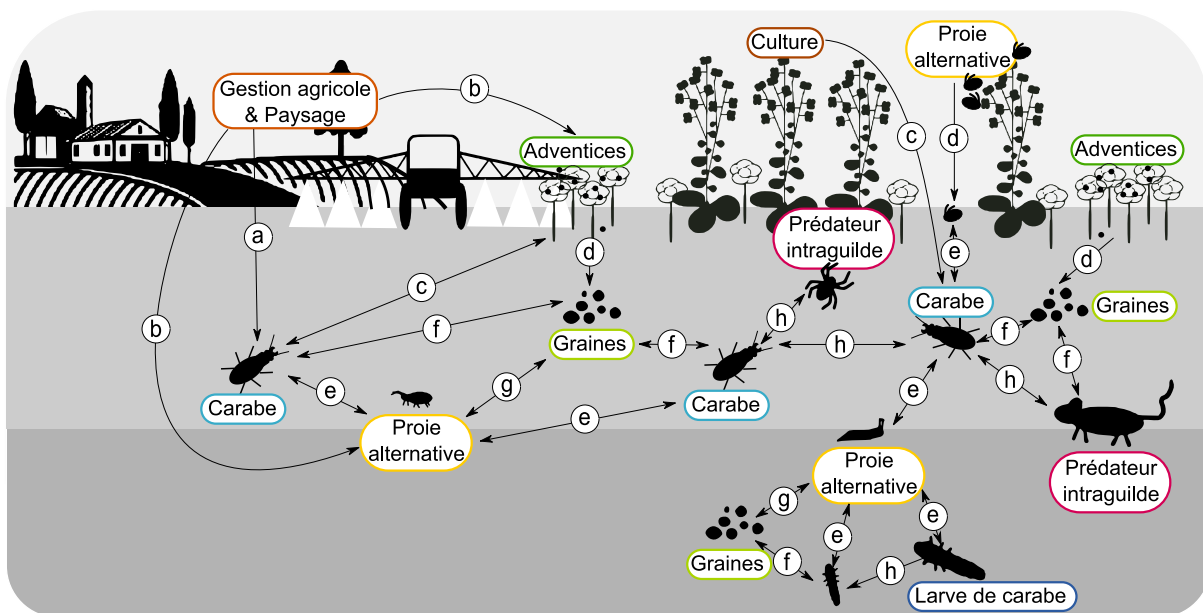 Gestion agricole
& Paysage
b
Adventices
Culture
Proie
alternative
c
d
Adventices
a
c
d
Prédateur
intraguilde
e
d
b
f
h
Carabe
Graines
Graines
f
h
f
f
e
g
Carabe
Carabe
e
h
e
Proie
alternative
Proie
alternative
Prédateur
intraguilde
g
e
e
Graines
f
h
Larve de carabe